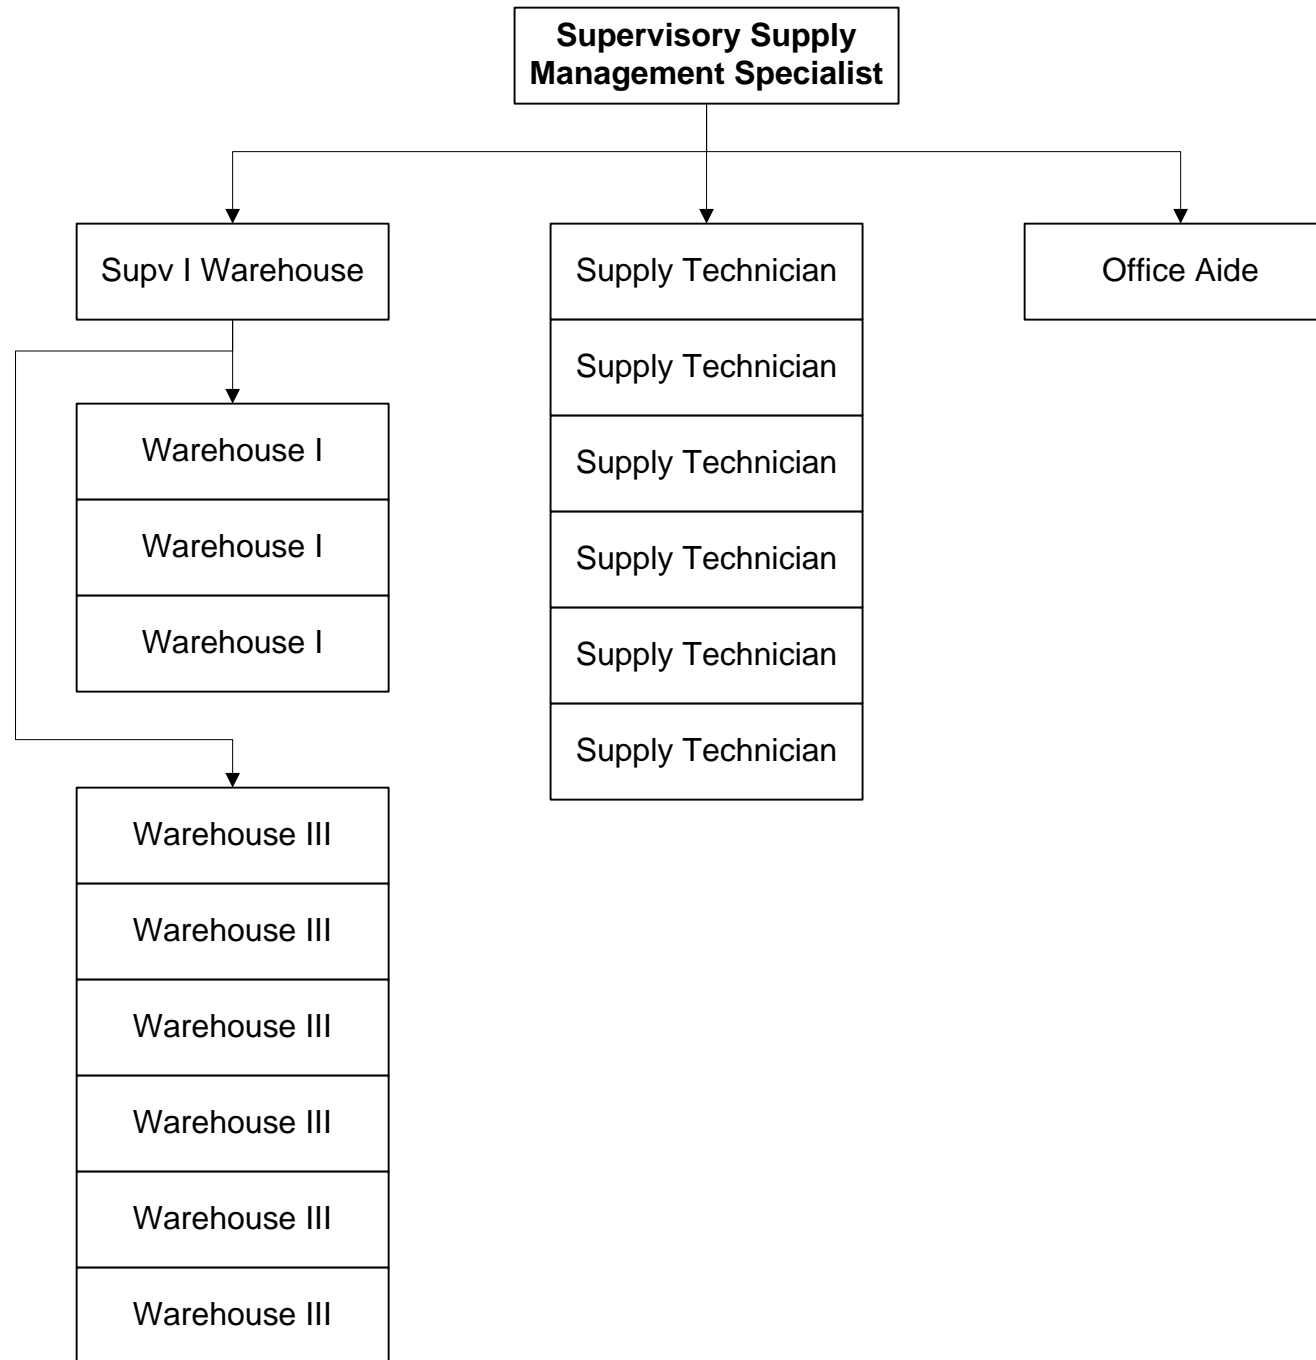 Supervisory Supply
Management Specialist
Supv I Warehouse
Supply Technician
Office Aide
Supply Technician
Warehouse I
Supply Technician
Warehouse I
Supply Technician
Warehouse I
Supply Technician
Supply Technician
Warehouse III
Warehouse III
Warehouse III
Warehouse III
Warehouse III
Warehouse III